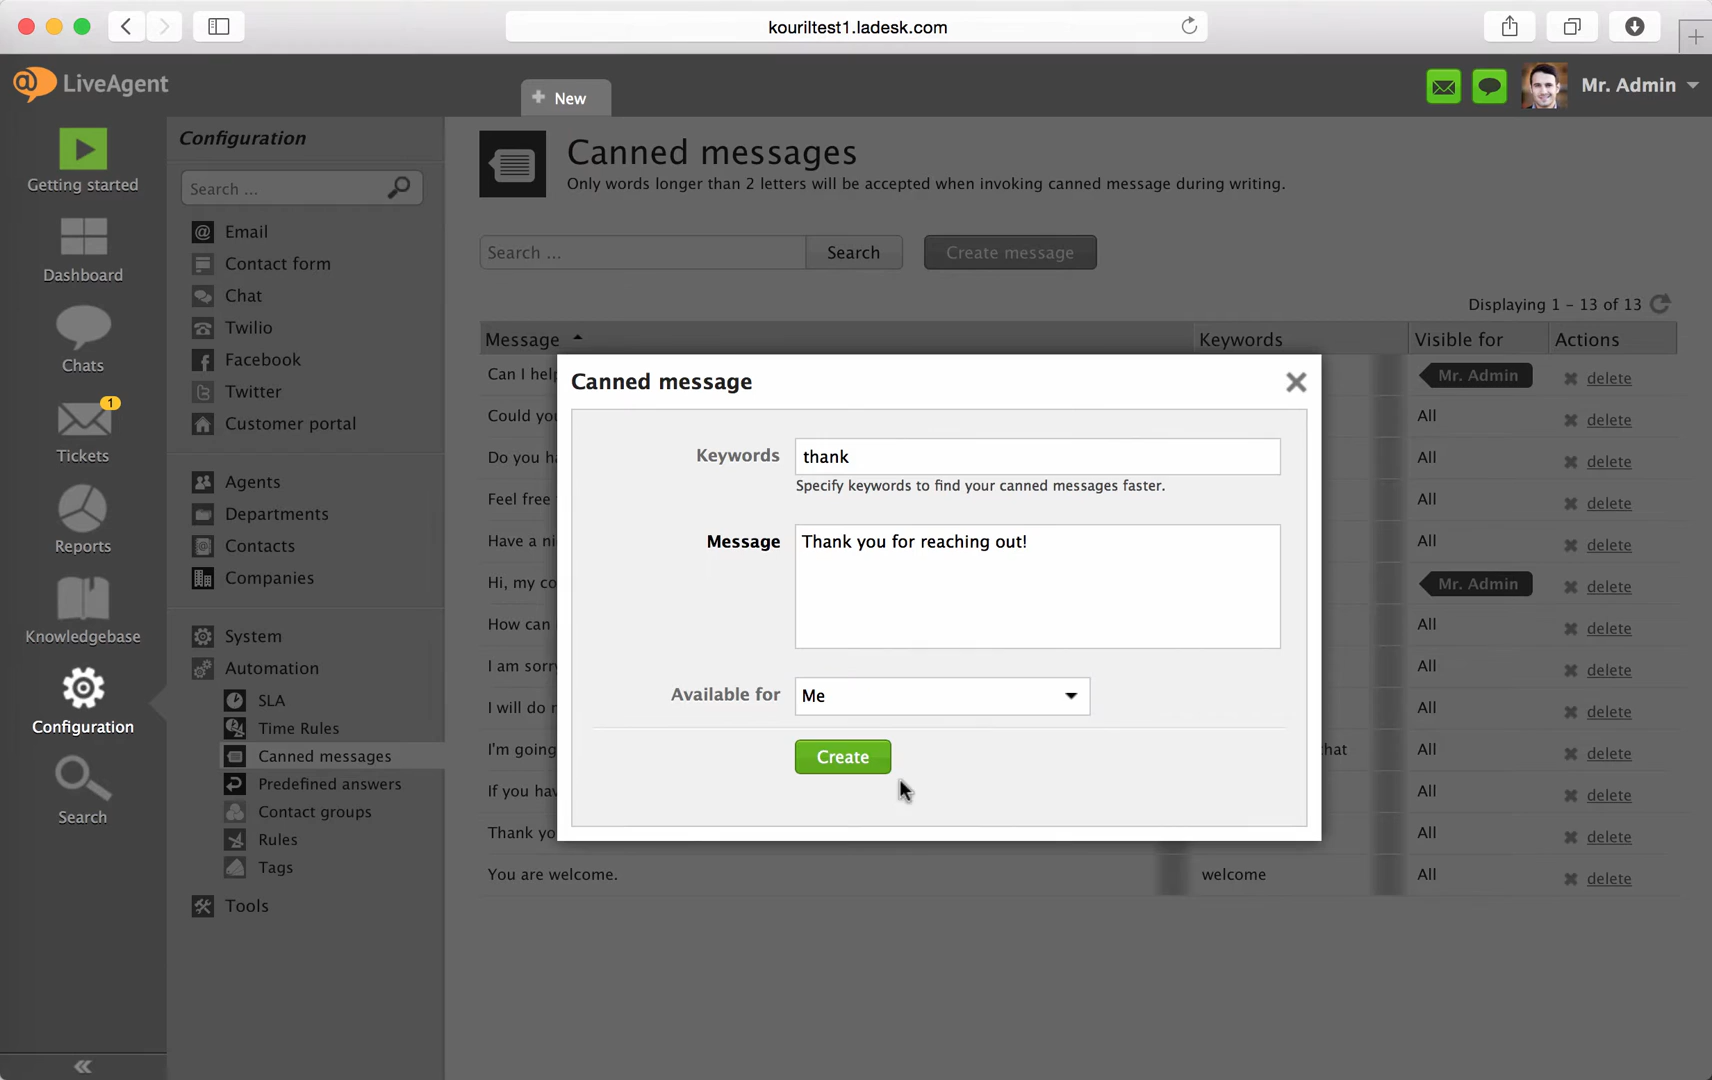 kouriltest1.ladesk.com
LiveAgent
New
Mr. Admin
Getting started
Dashboard
Chats
1
Tickets
Reports
Knowledgebase
Configuration
Search
Configuration
Search ...
Email
Contact form
Chat
Twilio
Facebook
Twitter
Customer portal
Agents
Departments
Contacts
Companies
System
Automation
SLA
Time Rules
Canned messages
Predefined answers
Contact groups
Rules
Tags
Tools
Canned messages
Only words longer than 2 letters will be accepted when invoking canned message during writing.
Search ... Search Create message
Displaying 1 - 13 of 13
Message Keywords Visible for Actions
Can I help Mr. Admin delete
Could you All delete
Do you ha All delete
Feel free All delete
Have a ni All delete
Hi, my co Mr. Admin delete
How can All delete
I am sorry All delete
I will do All delete
I'm going hat All delete
If you hav All delete
Thank yo All delete
You are welcome. welcome All delete
Canned message
Keywords thank
Specify keywords to find your canned messages faster.
Message Thank you for reaching out!
Available for Me
Create